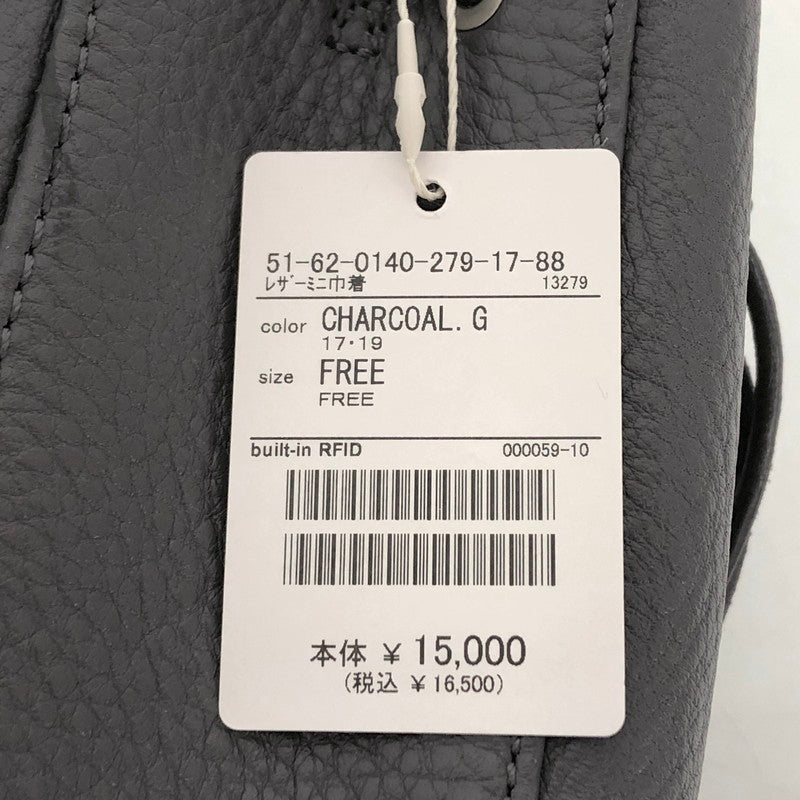 51-62-0140-279-17-88
ﾚｻﾞｰﾐﾆ巾着 13279
color CHARCOAL. G
17・19
size FREE
FREE
built-in RFID 000059-10
本体 ¥ 15,000
(税込 ¥ 16,500)